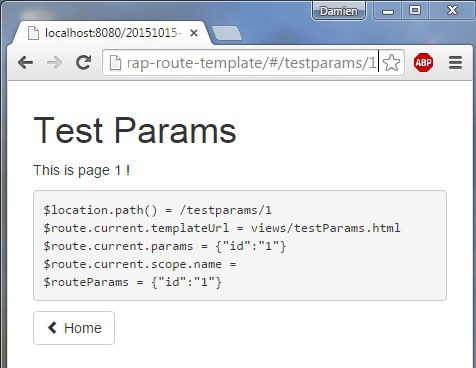 Damien
localhost:8080/20151015-
rap-route-template/#/testparams/1
ABP
Test Params
This is page 1 !
$location.path() = /testparams/1
$route.current.templateUrl = views/testParams.html
$route.current.params = {"id":"1"}
$route.current.scope.name =
$routeParams = {"id":"1"}
Home